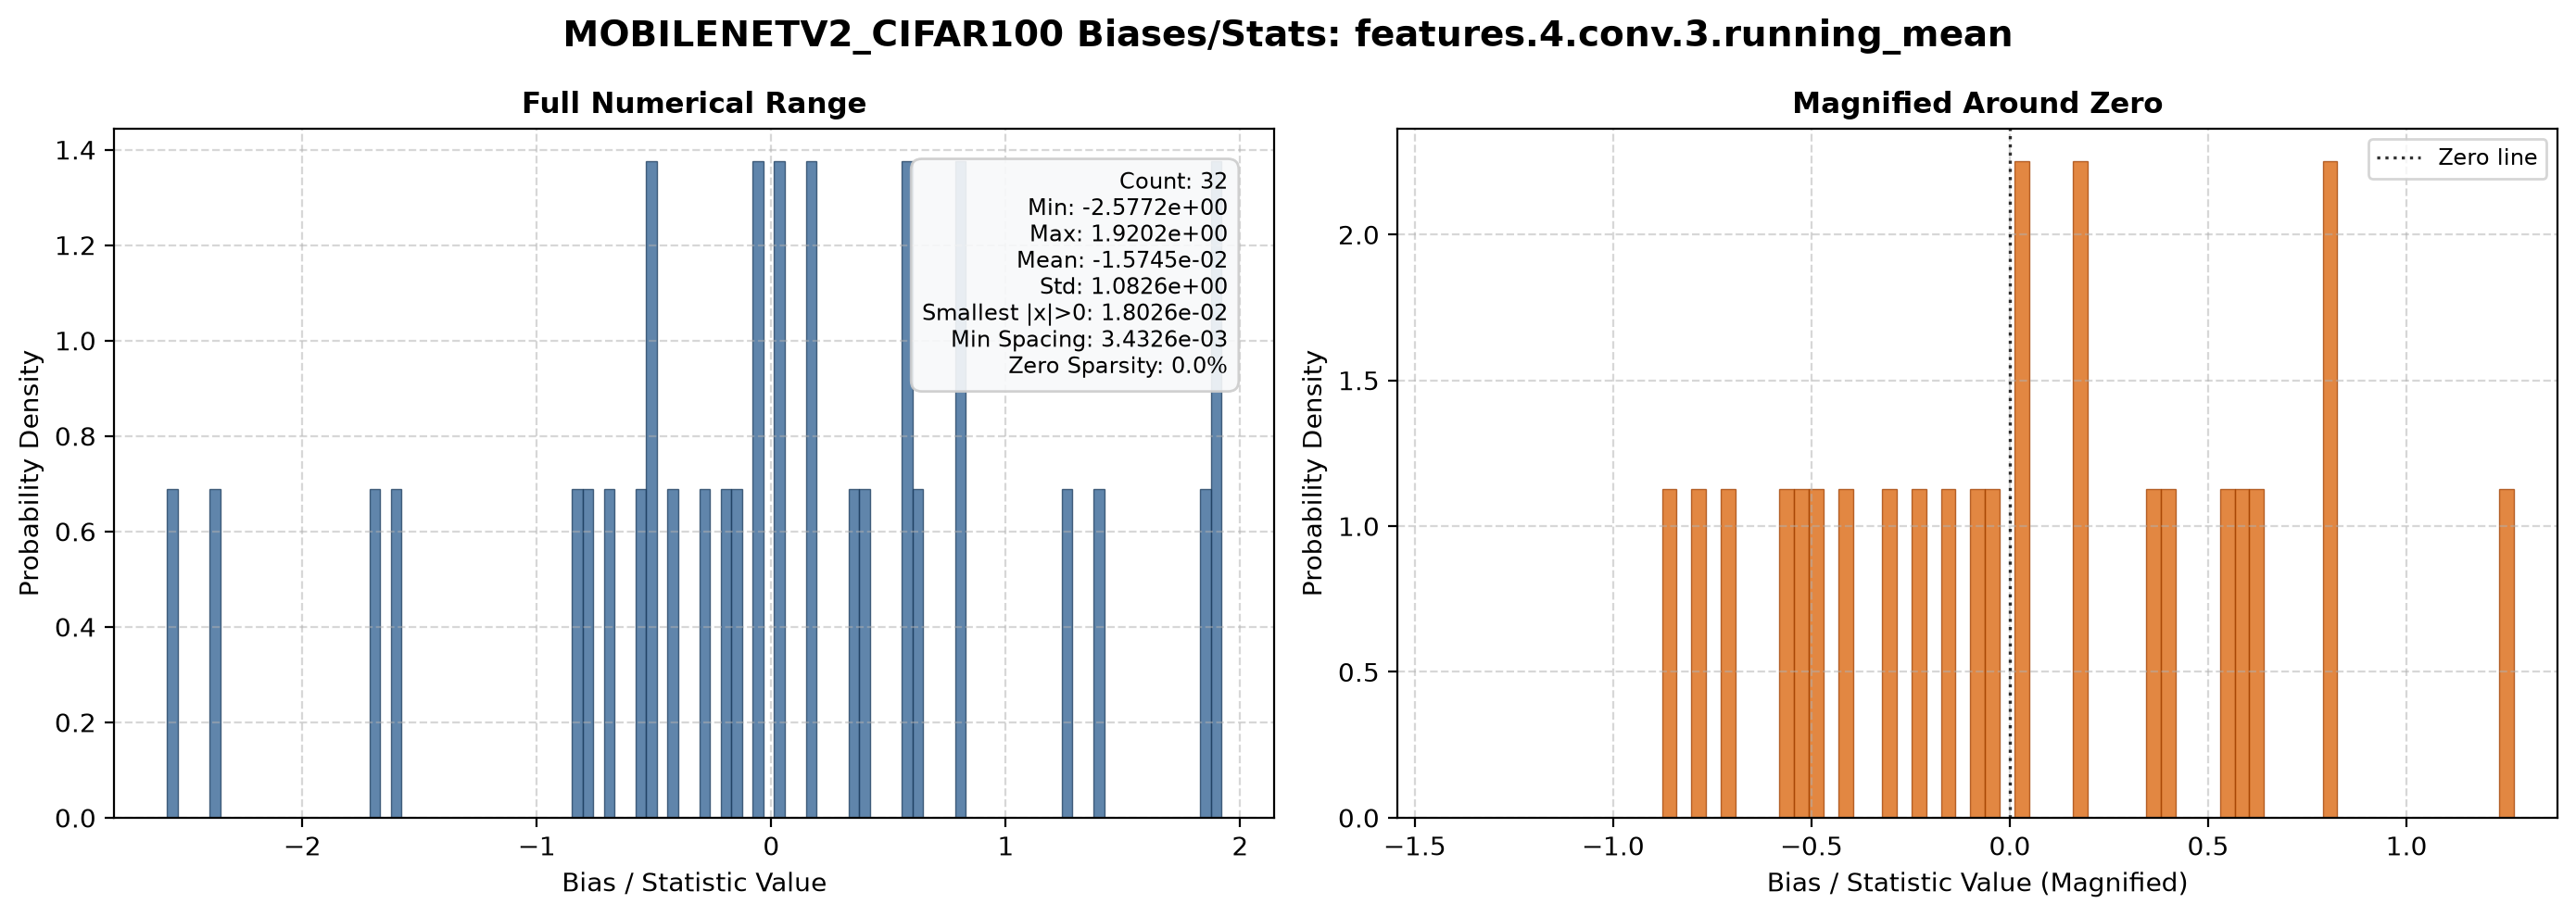 MOBILENETV2_CIFAR100 Biases/Stats: features.4.conv.3.running_mean
Full Numerical Range
Probability Density
1.4
1.2
1.0
0.8
0.6
0.4
0.2
0.0
Count: 32
Min: -2.5772e+00
Max: 1.9202e+00
Mean: -1.5745e-02
Std: 1.0826e+00
Smallest |x|>0: 1.8026e-02
Min Spacing: 3.4326e-03
Zero Sparsity: 0.0%
−2 −1 0 1 2
Bias / Statistic Value
Magnified Around Zero
Probability Density
2.0
1.5
1.0
0.5
0.0
Zero line
−1.5 −1.0 −0.5 0.0 0.5 1.0
Bias / Statistic Value (Magnified)